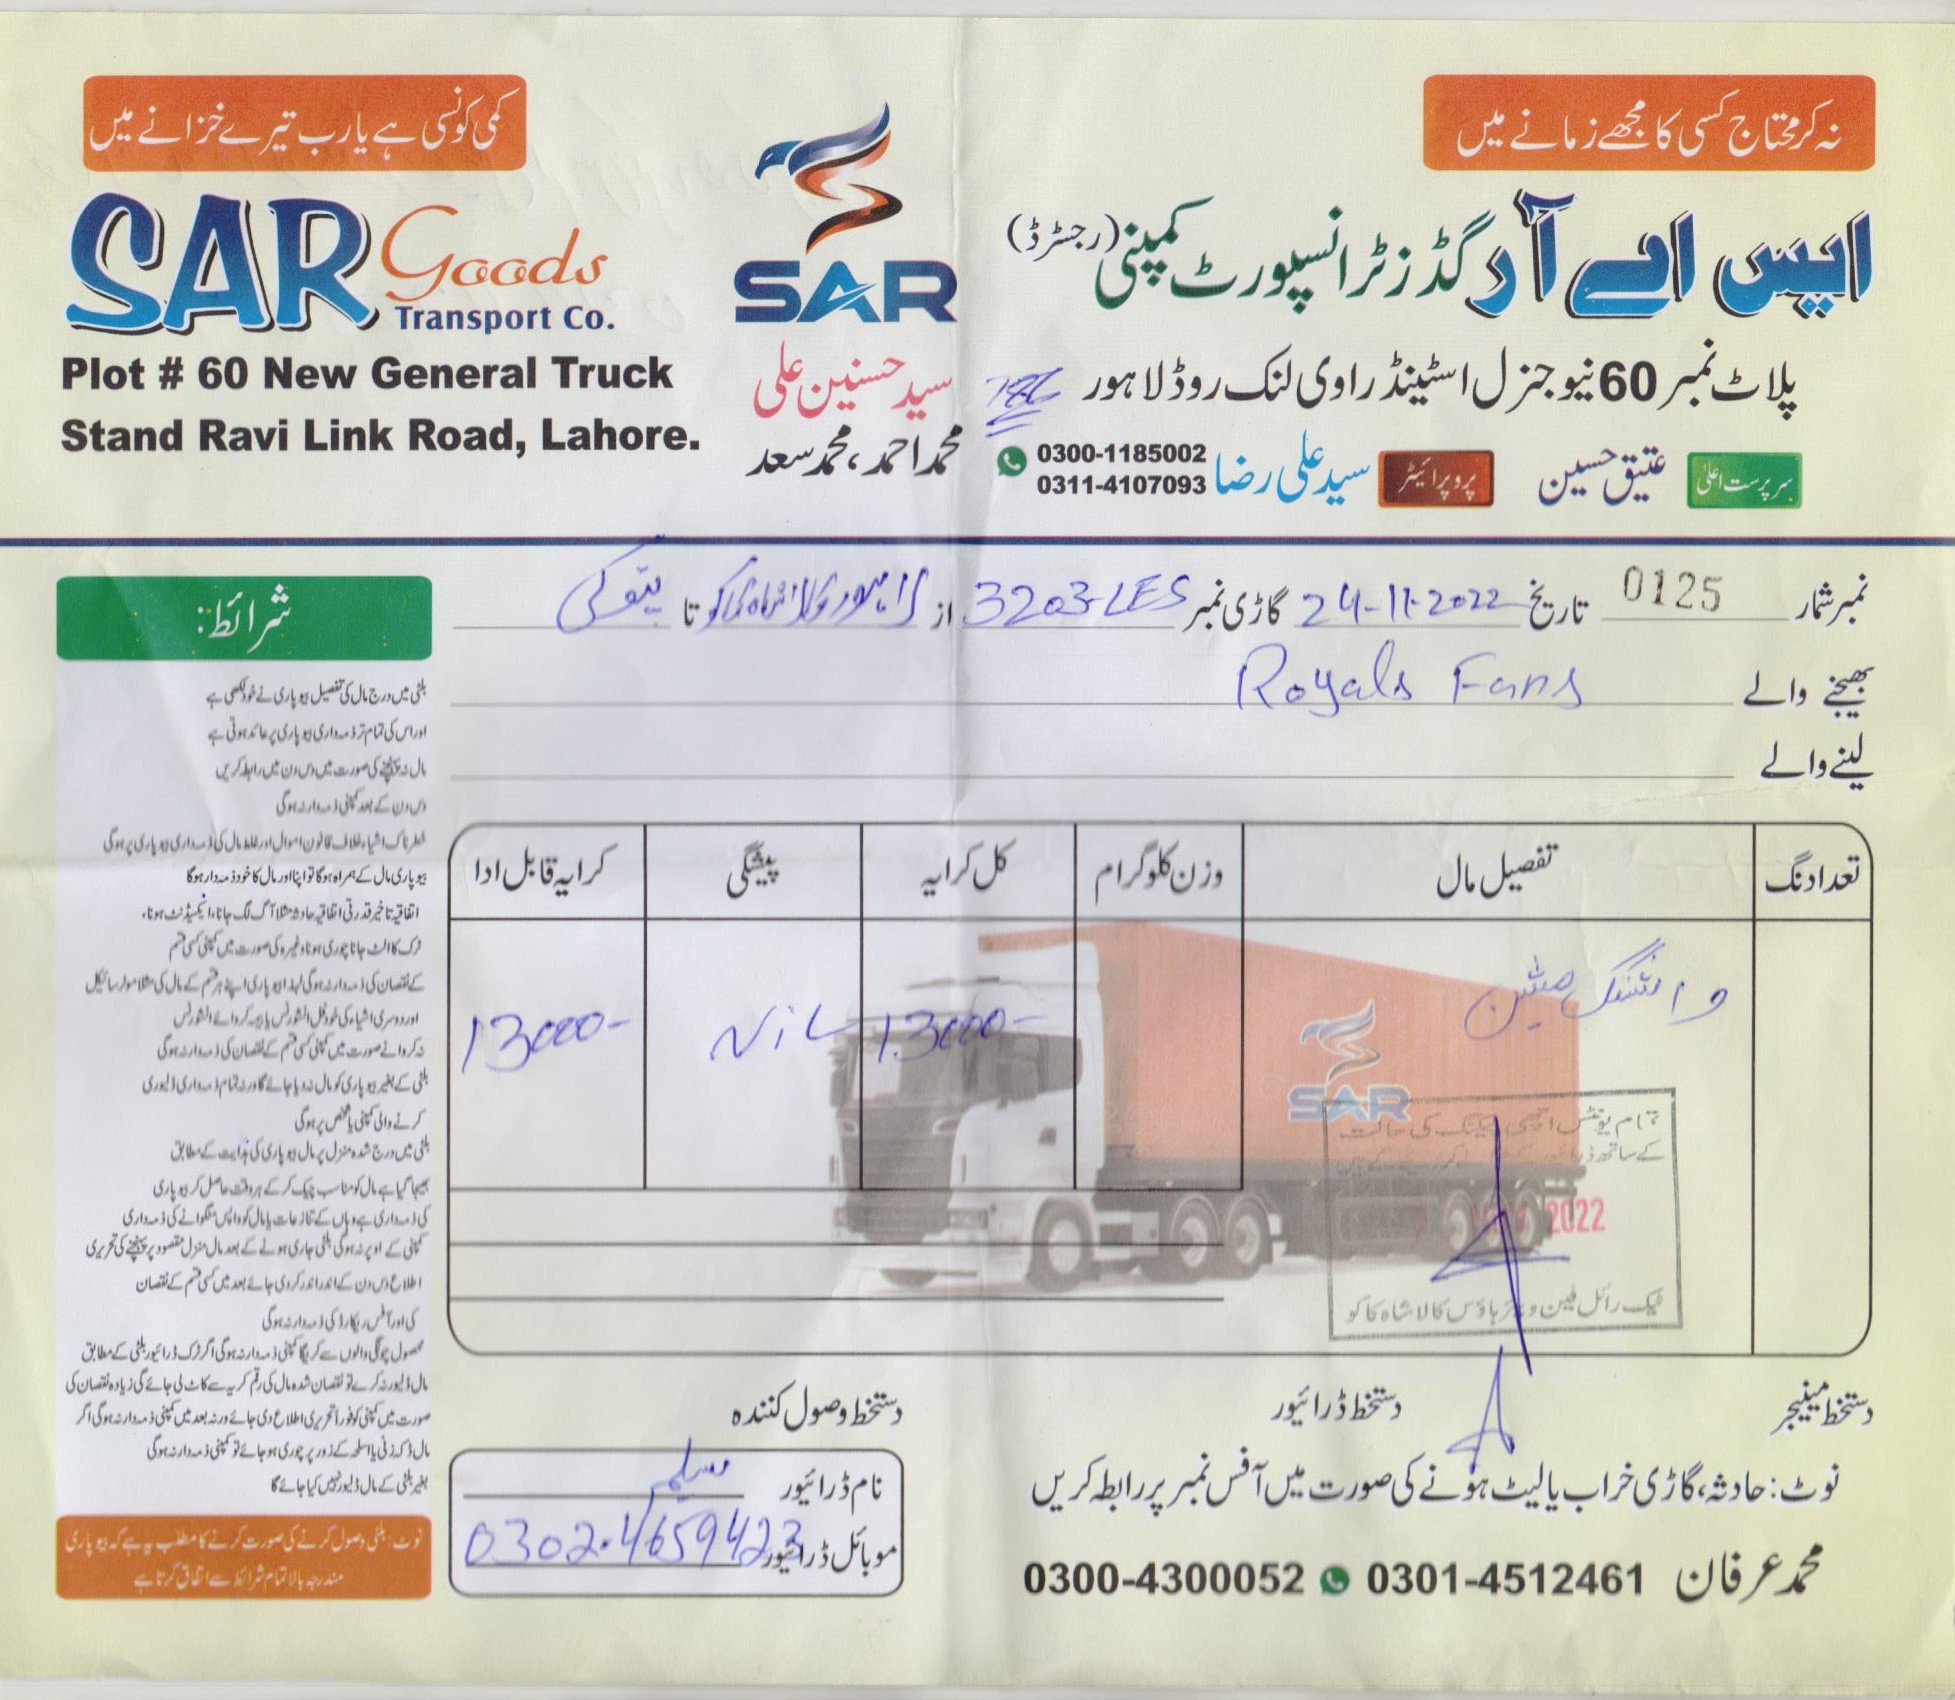 نہ کر محتاج کسی کا مجھے زمانے میں
کمی کونسی ہے یارب تیرے خزانے میں
ایس اے آر گڈز ٹرانسپورٹ کمپنی (رجسٹرڈ)
SAR
SAR Goods
Transport Co.
پلاٹ نمبر 60 نیو جنرل اسٹینڈ راوی لنک روڈ لاہور
786
Plot # 60 New General Truck
Stand Ravi Link Road, Lahore.
سید حسنین علی
محمد احمد، محمد سعد
سرپرست اعلیٰ عتیق حسین پروپرائیٹر سید علی رضا
0300-1185002
0311-4107093
نمبر شمار 0125 تاریخ 24-11-2022 گاڑی نمبر 3203-LES از لاہور کالا شاہ کاکو تا پتوکی
بھیجنے والے Royals Fans
لینے والے
تعداد نگ تفصیل مال وزن کلوگرام کل کرایہ پیشگی کرایہ قابل ادا
واشنگ مشین 13000- NiL 13000-
SAR
تمام یونٹس اچھی پیکنگ کی حالت
کے ساتھ
2022
رائل فین ویئر ہاؤس کالا شاہ کاکو
دستخط مینیجر دستخط ڈرائیور دستخط وصول کنندہ
نوٹ: حادثہ، گاڑی خراب یا لیٹ ہونے کی صورت میں آفس نمبر پر رابطہ کریں
محمد عرفان 0301-4512461 0300-4300052
نام ڈرائیور سلیم
موبائل ڈرائیور 0302-4659423
شرائط:
بلٹی میں درج مال کی تفصیل بیوپاری نے خود لکھی ہے
اور اس کی تمام تر ذمہ داری بیوپاری پر عائد ہوتی ہے
مال نہ پہنچنے کی صورت میں دس دن میں رابطہ کریں
دس دن کے بعد کمپنی ذمہ دار نہ ہوگی
خطرناک اشیاء خلاف قانون اموال اور غلط مال کی ذمہ داری بیوپاری پر ہوگی
بیوپاری مال کے ہمراہ ہوگا تو اپنا اور مال کا خود ذمہ دار ہوگا
اتفاقیہ تاخیر قدرتی اتفاقیہ حادثہ مثلا آگ لگ جانا، ایکسیڈنٹ ہونا،
ٹرک کا الٹ جانا چوری ہونا وغیرہ کی صورت میں کمپنی کسی قسم
کے نقصان کی ذمہ دار نہ ہوگی لہذا بیوپاری اپنے ہر قسم کے مال کی مثلا موٹر سائیکل
اور دوسری اشیاء کی خود فل انشورنس یا بیمہ کروائے انشورنس
نہ کروانے صورت میں کمپنی کسی قسم کے نقصان کی ذمہ دار نہ ہوگی
بلٹی کے بغیر بیوپاری کو مال نہ دیا جائے گا ورنہ تمام ذمہ داری ڈلیوری
کرنے والی کمپنی یا شخص پر ہوگی
بلٹی میں درج شدہ منزل پر مال بیوپاری کی ہدایت کے مطابق
بھیجا گیا ہے مال کو مناسب چیک کر کے بروقت حاصل کر بیوپاری
کی ذمہ داری ہے وہاں کے تنازعات یا مال کو واپس منگوانے کی ذمہ داری
کمپنی کے اوپر نہ ہوگی بلٹی جاری ہونے کے بعد مال منزل مقصود پر پہنچنے کی تحریری
اطلاع دس دن کے اندر اندر کر دی جائے بعد میں کسی قسم کے نقصان
کی اور آفس ریکارڈ کی ذمہ دار نہ ہوگی
محصول چونگی والوں سے کمپنی ذمہ دار نہ ہوگی اگر ٹرک ڈرائیور بلٹی کے مطابق
مال ڈلیور نہ کرے تو نقصان شدہ مال کی رقم کرایہ سے کاٹ لی جائے گی زیادہ نقصان کی
صورت میں کمپنی کو فوراً تحریری اطلاع دی جائے ورنہ بعد میں کمپنی ذمہ دار نہ ہوگی اگر
مال ڈکہ زنی یا اسلحہ کے زور پر چوری ہو جائے تو کمپنی ذمہ دار نہ ہوگی
بغیر بلٹی کے مال ڈلیور نہیں کیا جائے گا
نوٹ: بلٹی وصول کرنے کی صورت کرنے کا مطلب یہ ہے کہ بیوپاری
مندرجہ بالا تمام شرائط سے اتفاق کرتا ہے